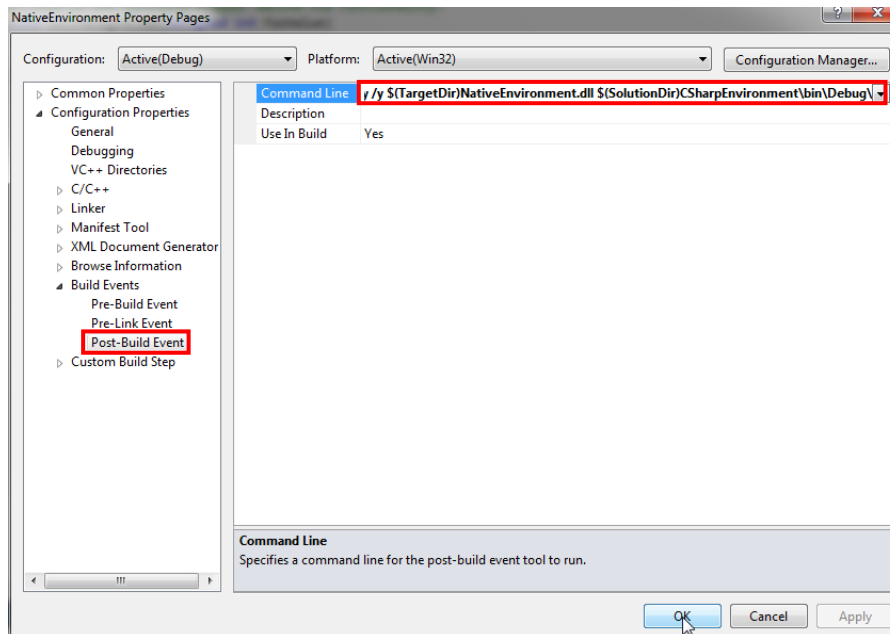 NativeEnvironment Property Pages
Configuration: Active(Debug) Platform: Active(Win32) Configuration Manager...
Common Properties
Configuration Properties
General
Debugging
VC++ Directories
C/C++
Linker
Manifest Tool
XML Document Generator
Browse Information
Build Events
Pre-Build Event
Pre-Link Event
Post-Build Event
Custom Build Step
Command Line y /y $(TargetDir)NativeEnvironment.dll $(SolutionDir)CSharpEnvironment\bin\Debug\
Description
Use In Build Yes
Command Line
Specifies a command line for the post-build event tool to run.
OK Cancel Apply